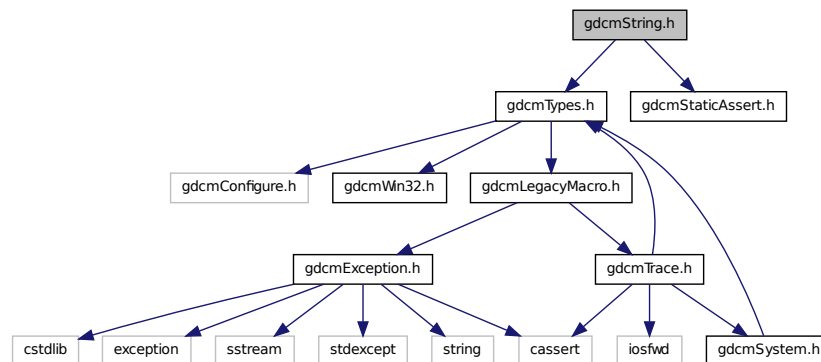 gdcmString.h
gdcmTypes.h
gdcmStaticAssert.h
gdcmConfigure.h
gdcmWin32.h
gdcmLegacyMacro.h
gdcmException.h
gdcmTrace.h
cstdlib
exception
sstream
stdexcept
string
cassert
iosfwd
gdcmSystem.h